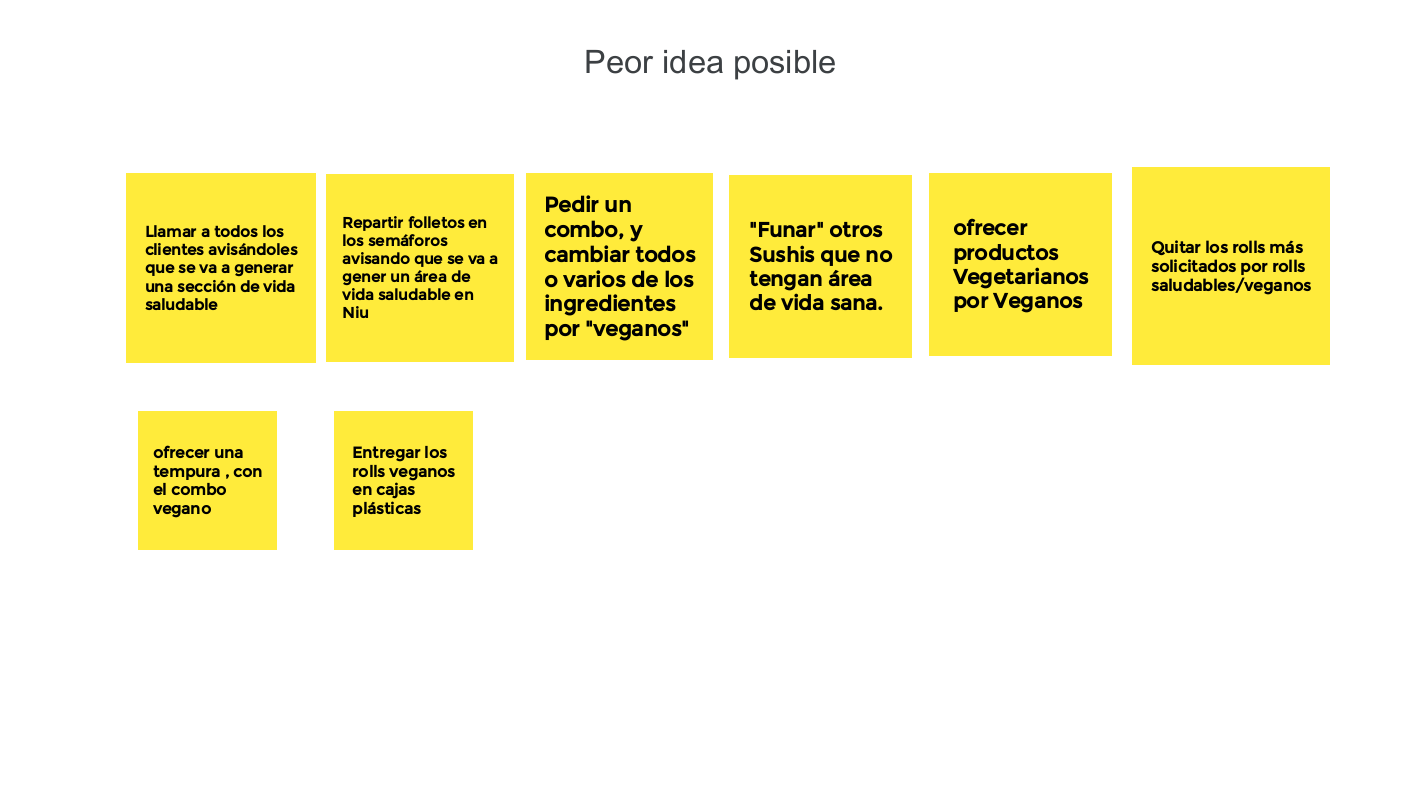 Peor idea posible
Llamar a todos los
clientes avisándoles
que se va a generar
una sección de vida
saludable
Repartir folletos en
los semáforos
avisando que se va a
gener un área de
vida saludable en
Niu
Pedir un
combo, y
cambiar todos
o varios de los
ingredientes
por "veganos"
"Funar" otros
Sushis que no
tengan área
de vida sana.
ofrecer
productos
Vegetarianos
por Veganos
Quitar los rolls más
solicitados por rolls
saludables/veganos
ofrecer una
tempura , con
el combo
vegano
Entregar los
rolls veganos
en cajas
plásticas